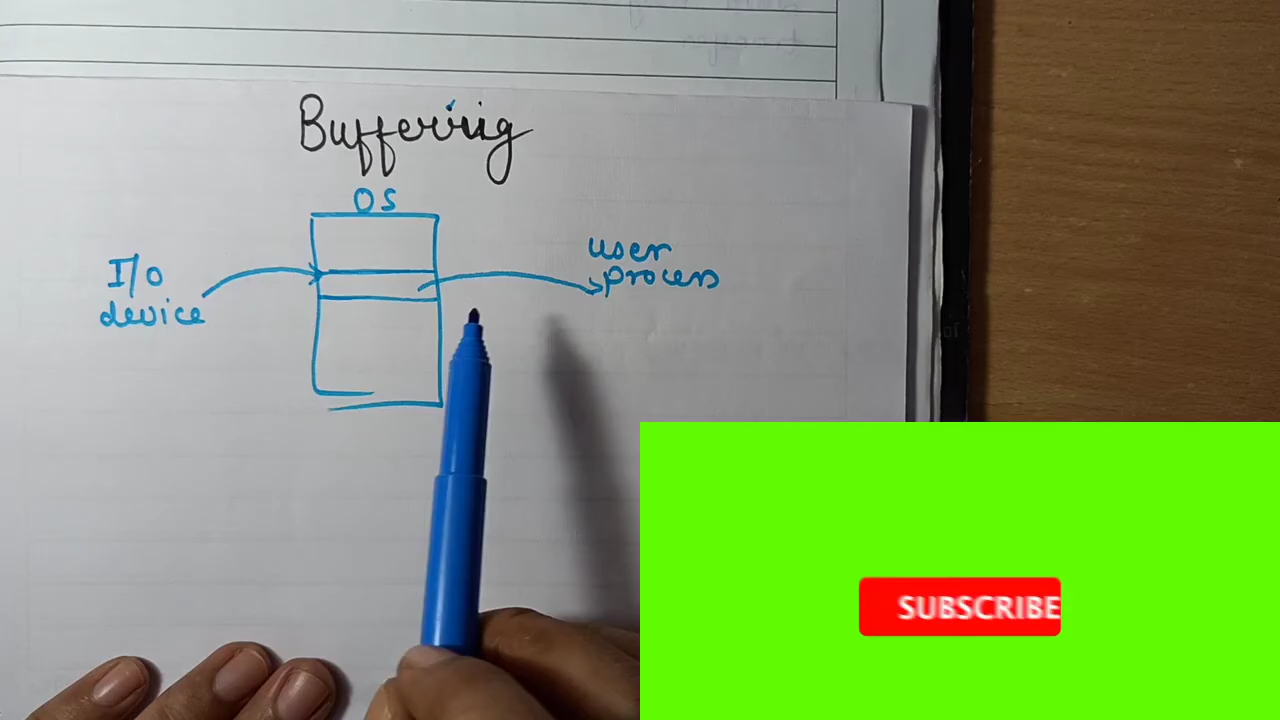 Buffering
OS
I/O
device
user
process
SUBSCRIBE